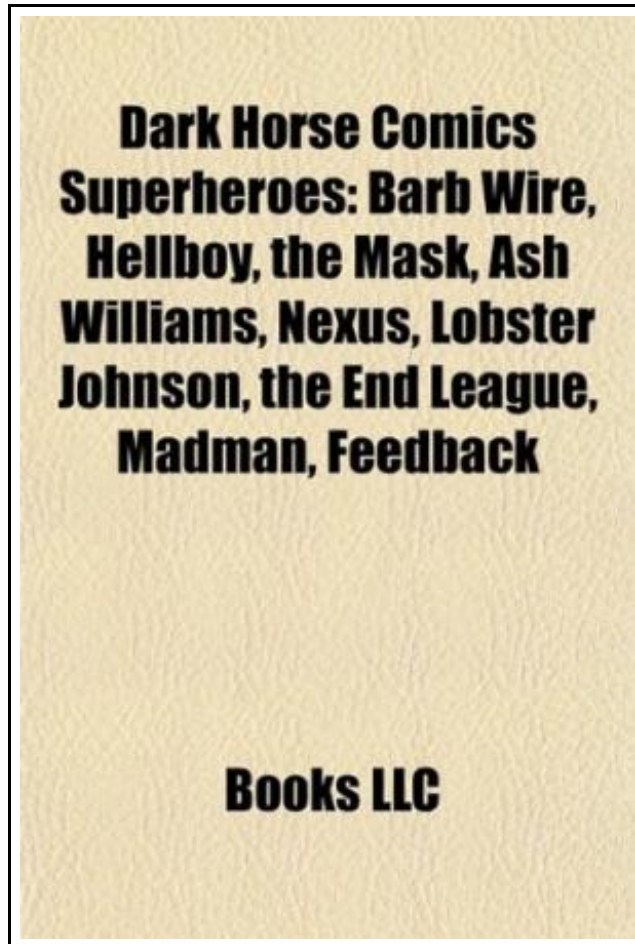 Dark Horse Comics
Superheroes: Barb Wire,
Hellboy, the Mask, Ash
Williams, Nexus, Lobster
Johnson, the End League,
Madman, Feedback
Books LLC